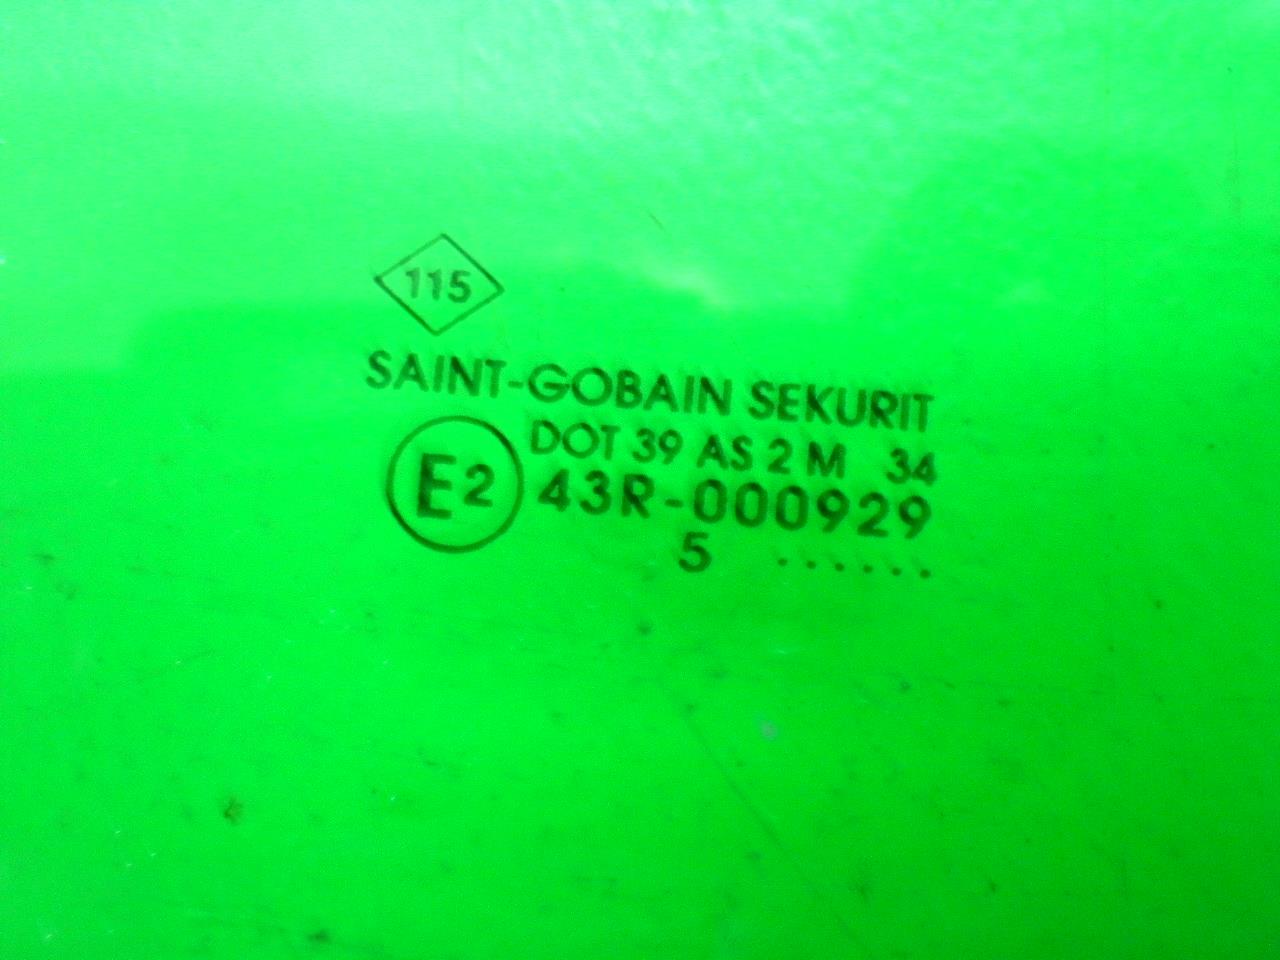 115
SAINT-GOBAIN SEKURIT
DOT 39 AS 2 M 34
E2 43R-000929
5 ......